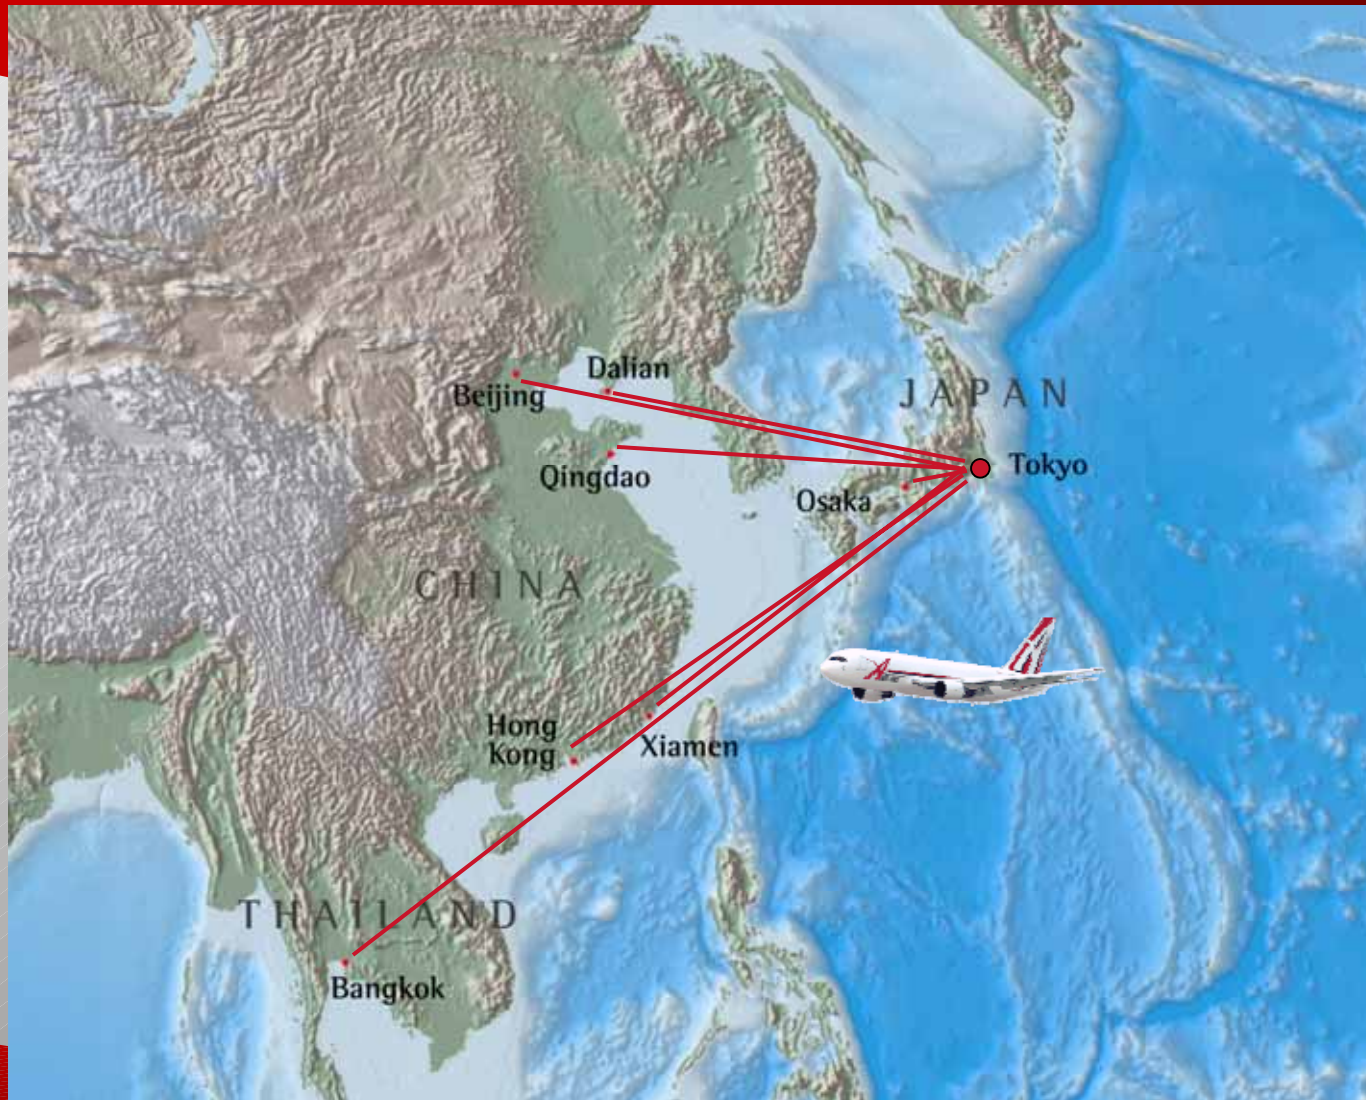 Dalian
Beijing
JAPAN
Tokyo
Qingdao
Osaka
CHINA
Hong
Kong
Xiamen
THAILAND
Bangkok